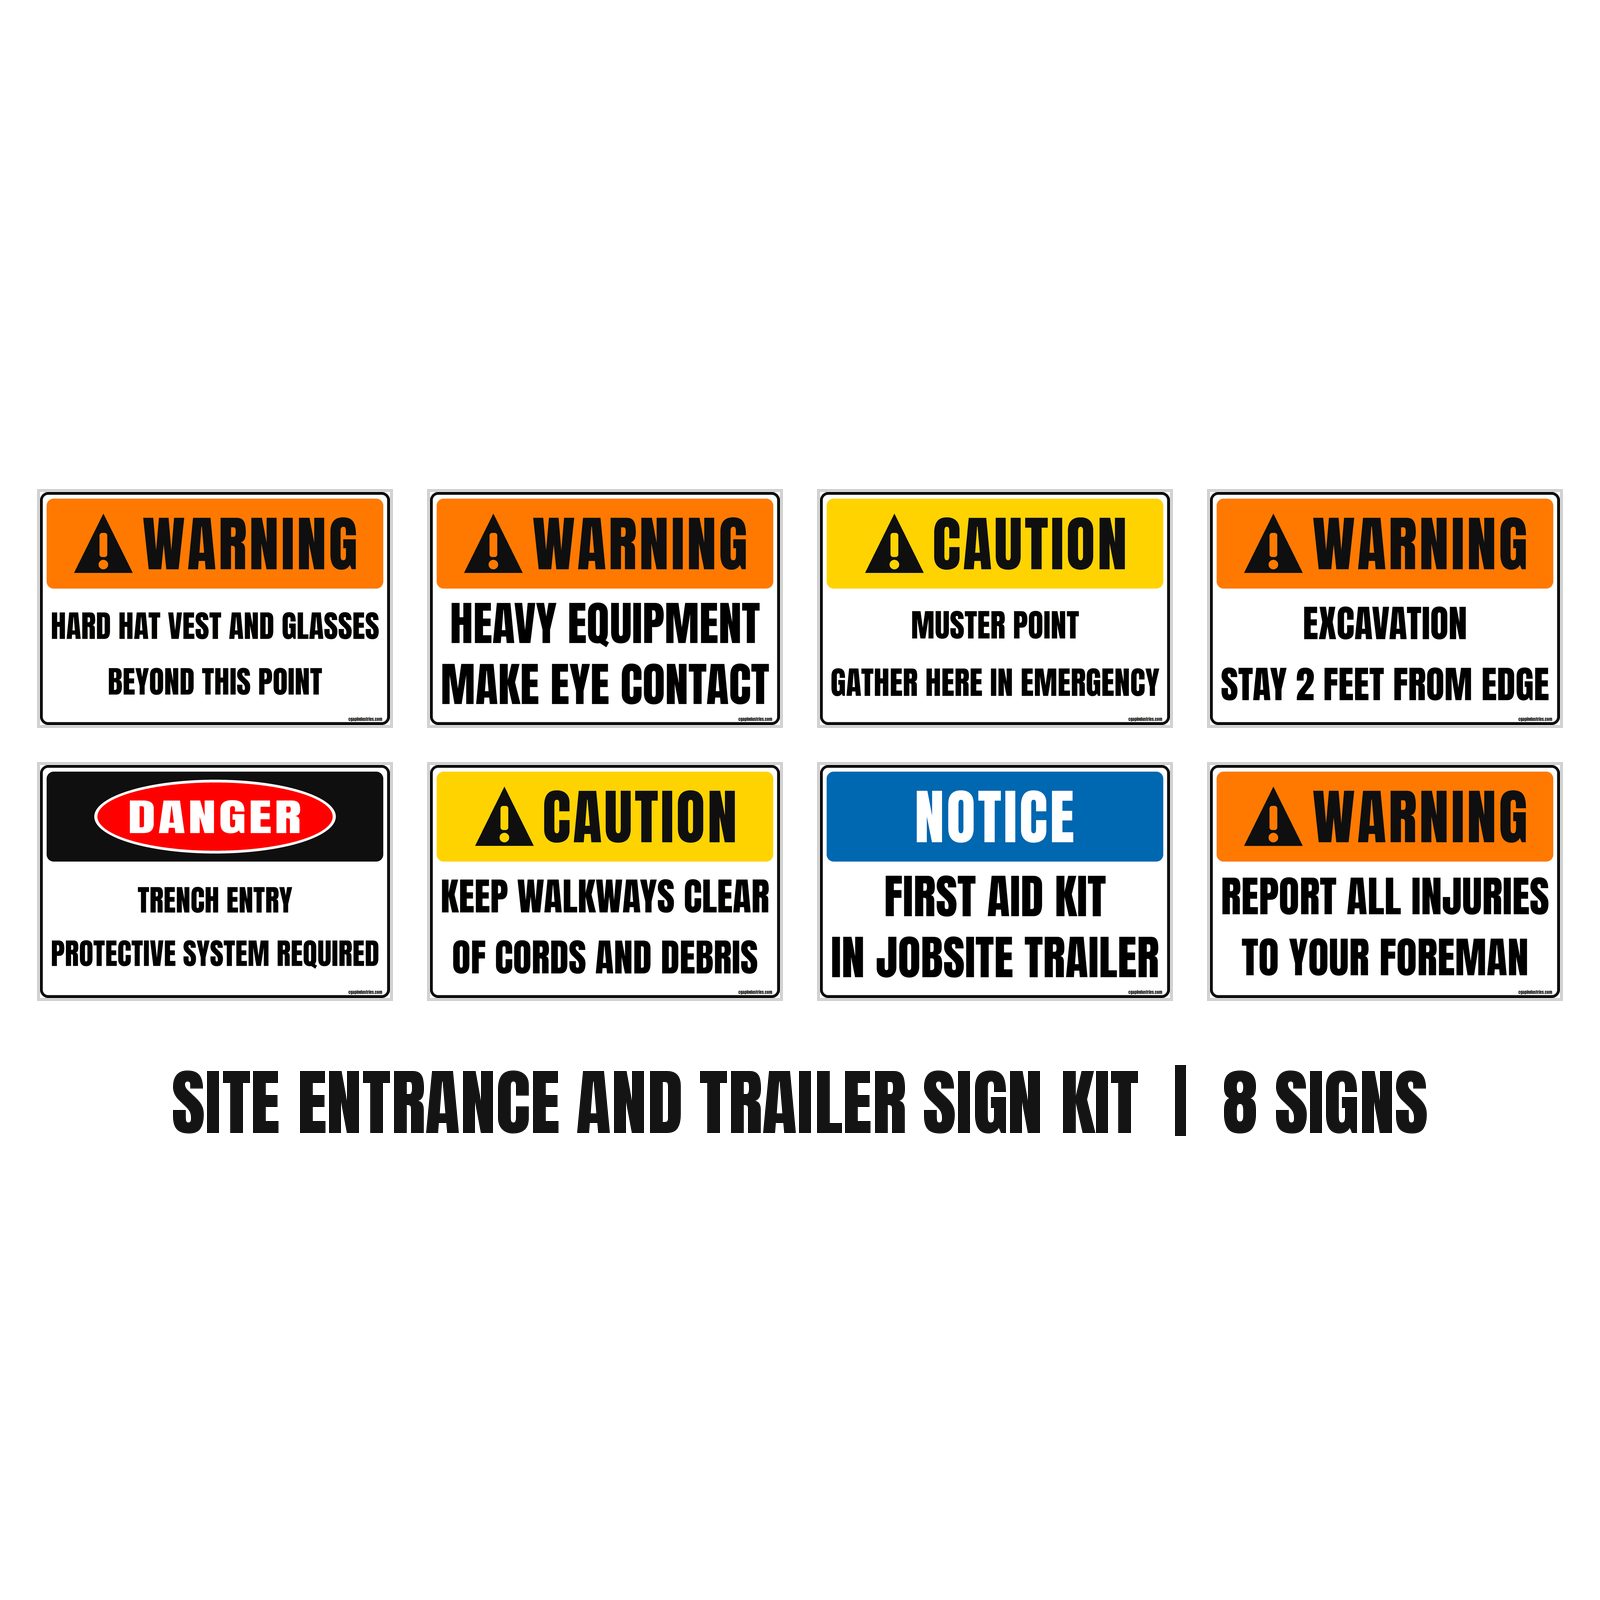 WARNING
HARD HAT VEST AND GLASSES
BEYOND THIS POINT
WARNING
HEAVY EQUIPMENT
MAKE EYE CONTACT
CAUTION
MUSTER POINT
GATHER HERE IN EMERGENCY
WARNING
EXCAVATION
STAY 2 FEET FROM EDGE
DANGER
TRENCH ENTRY
PROTECTIVE SYSTEM REQUIRED
CAUTION
KEEP WALKWAYS CLEAR
OF CORDS AND DEBRIS
NOTICE
FIRST AID KIT
IN JOBSITE TRAILER
WARNING
REPORT ALL INJURIES
TO YOUR FOREMAN
SITE ENTRANCE AND TRAILER SIGN KIT | 8 SIGNS